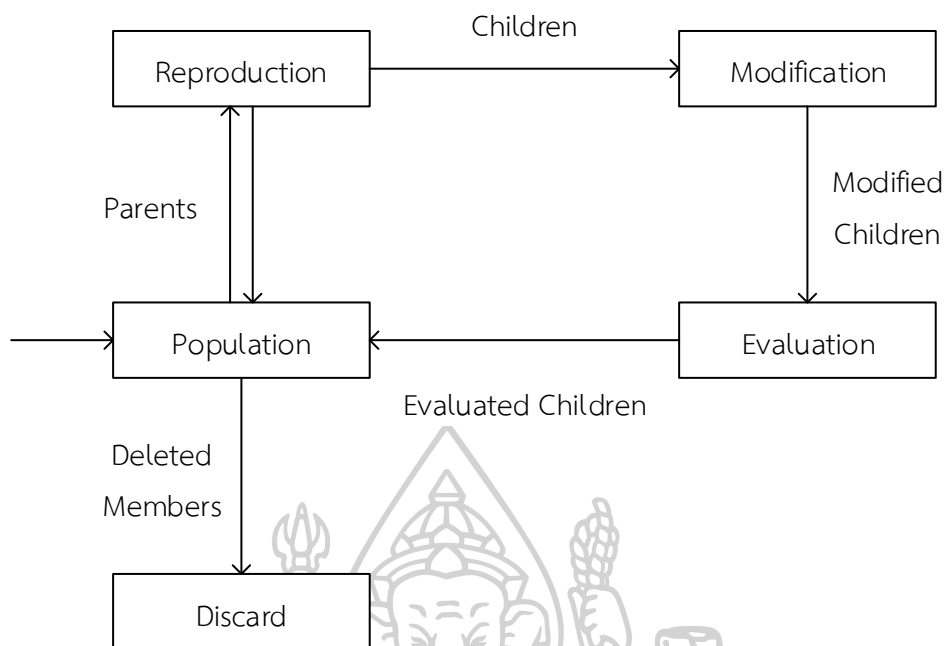 Children
Reproduction
Modification
Parents
Modified
Children
Population
Evaluation
Evaluated Children
Deleted
Members
Discard